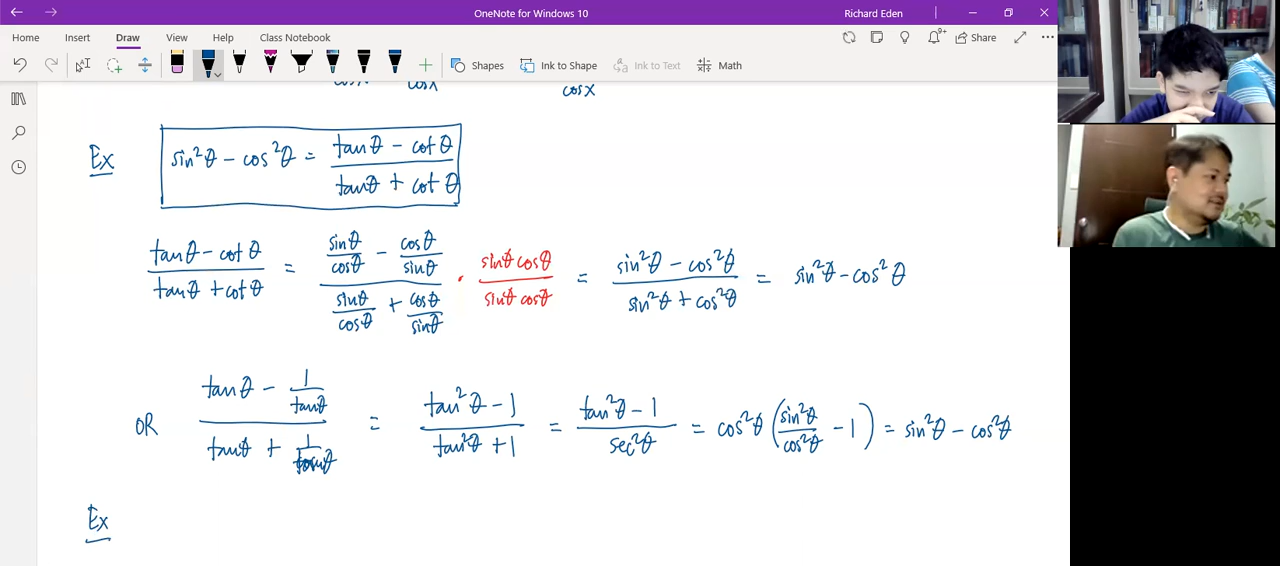 OneNote for Windows 10
Richard Eden
Home Insert Draw View Help Class Notebook
9+ Share
Shapes Ink to Shape Ink to Text Math
cosx cosx cosx
Ex sin²θ − cos²θ = (tanθ − cotθ)/(tanθ + cotθ)
(tanθ − cotθ)/(tanθ + cotθ) = (sinθ/cosθ − cosθ/sinθ)/(sinθ/cosθ + cosθ/sinθ) · (sinθ cosθ)/(sinθ cosθ) = (sin²θ − cos²θ)/(sin²θ + cos²θ) = sin²θ − cos²θ
OR (tanθ − 1/tanθ)/(tanθ + 1/tanθ) = (tan²θ − 1)/(tan²θ + 1) = (tan²θ − 1)/sec²θ = cos²θ (sin²θ/cos²θ − 1) = sin²θ − cos²θ
Ex